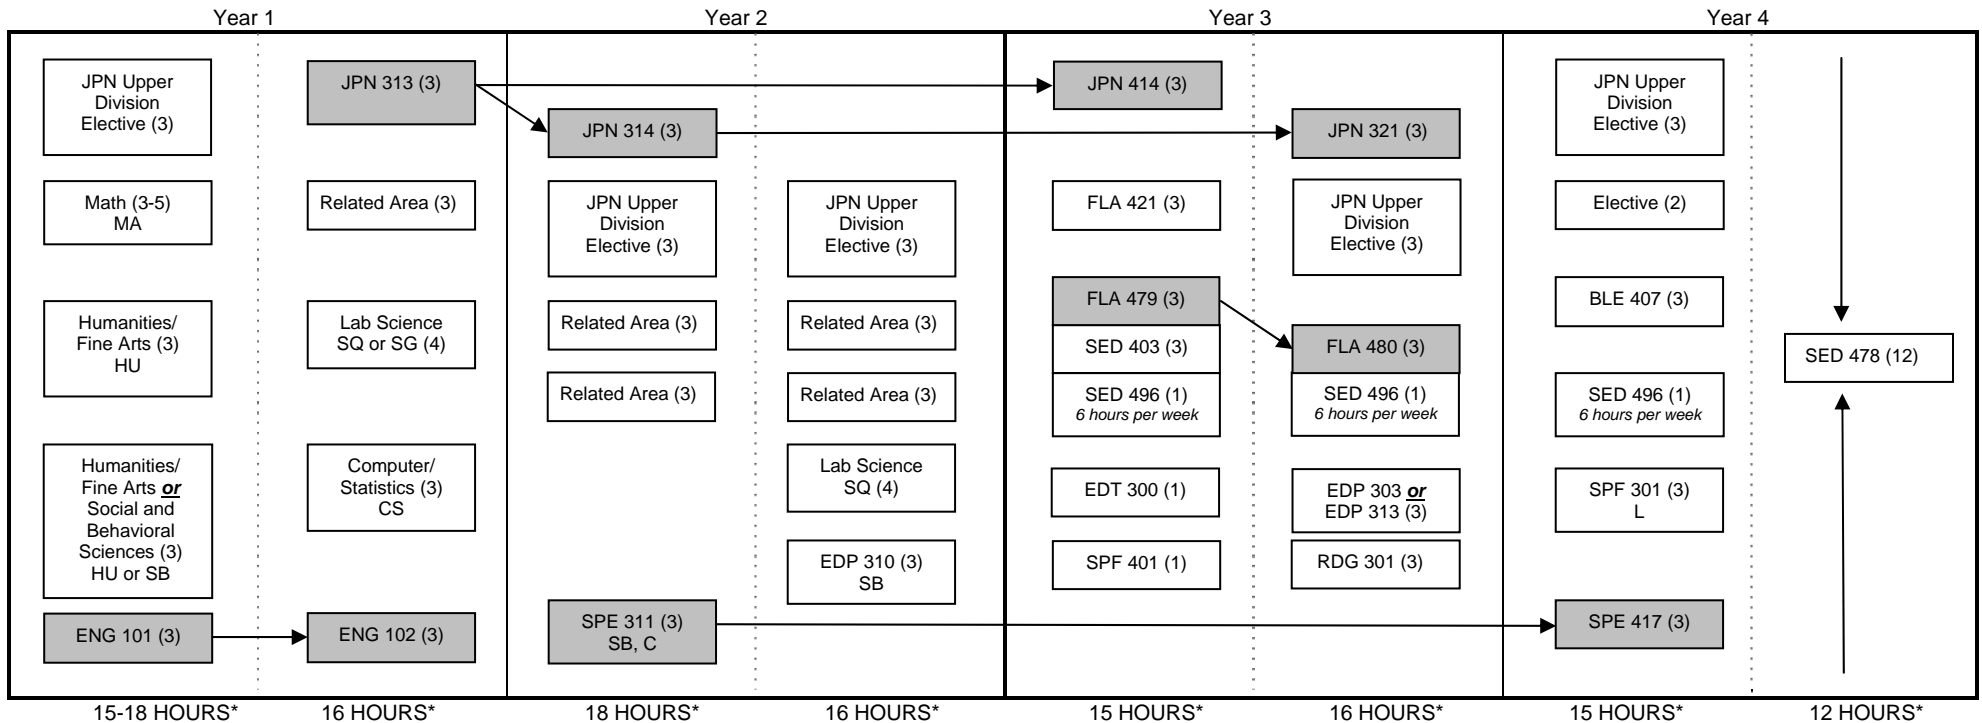 Year 1
Year 2
Year 3
Year 4
JPN Upper
Division
Elective (3)
Math (3-5)
MA
Humanities/
Fine Arts (3)
HU
Humanities/
Fine Arts or
Social and
Behavioral
Sciences (3)
HU or SB
ENG 101 (3)
15-18 HOURS*
JPN 313 (3)
Related Area (3)
Lab Science
SQ or SG (4)
Computer/
Statistics (3)
CS
ENG 102 (3)
16 HOURS*
JPN 314 (3)
JPN Upper
Division
Elective (3)
Related Area (3)
Related Area (3)
SPE 311 (3)
SB, C
18 HOURS*
JPN Upper
Division
Elective (3)
Related Area (3)
Related Area (3)
Lab Science
SQ (4)
EDP 310 (3)
SB
16 HOURS*
JPN 414 (3)
FLA 421 (3)
FLA 479 (3)
SED 403 (3)
SED 496 (1)
6 hours per week
EDT 300 (1)
SPF 401 (1)
15 HOURS*
JPN 321 (3)
JPN Upper
Division
Elective (3)
FLA 480 (3)
SED 496 (1)
6 hours per week
EDP 303 or
EDP 313 (3)
RDG 301 (3)
16 HOURS*
JPN Upper
Division
Elective (3)
Elective (2)
BLE 407 (3)
SED 496 (1)
6 hours per week
SPF 301 (3)
L
SPE 417 (3)
15 HOURS*
SED 478 (12)
12 HOURS*